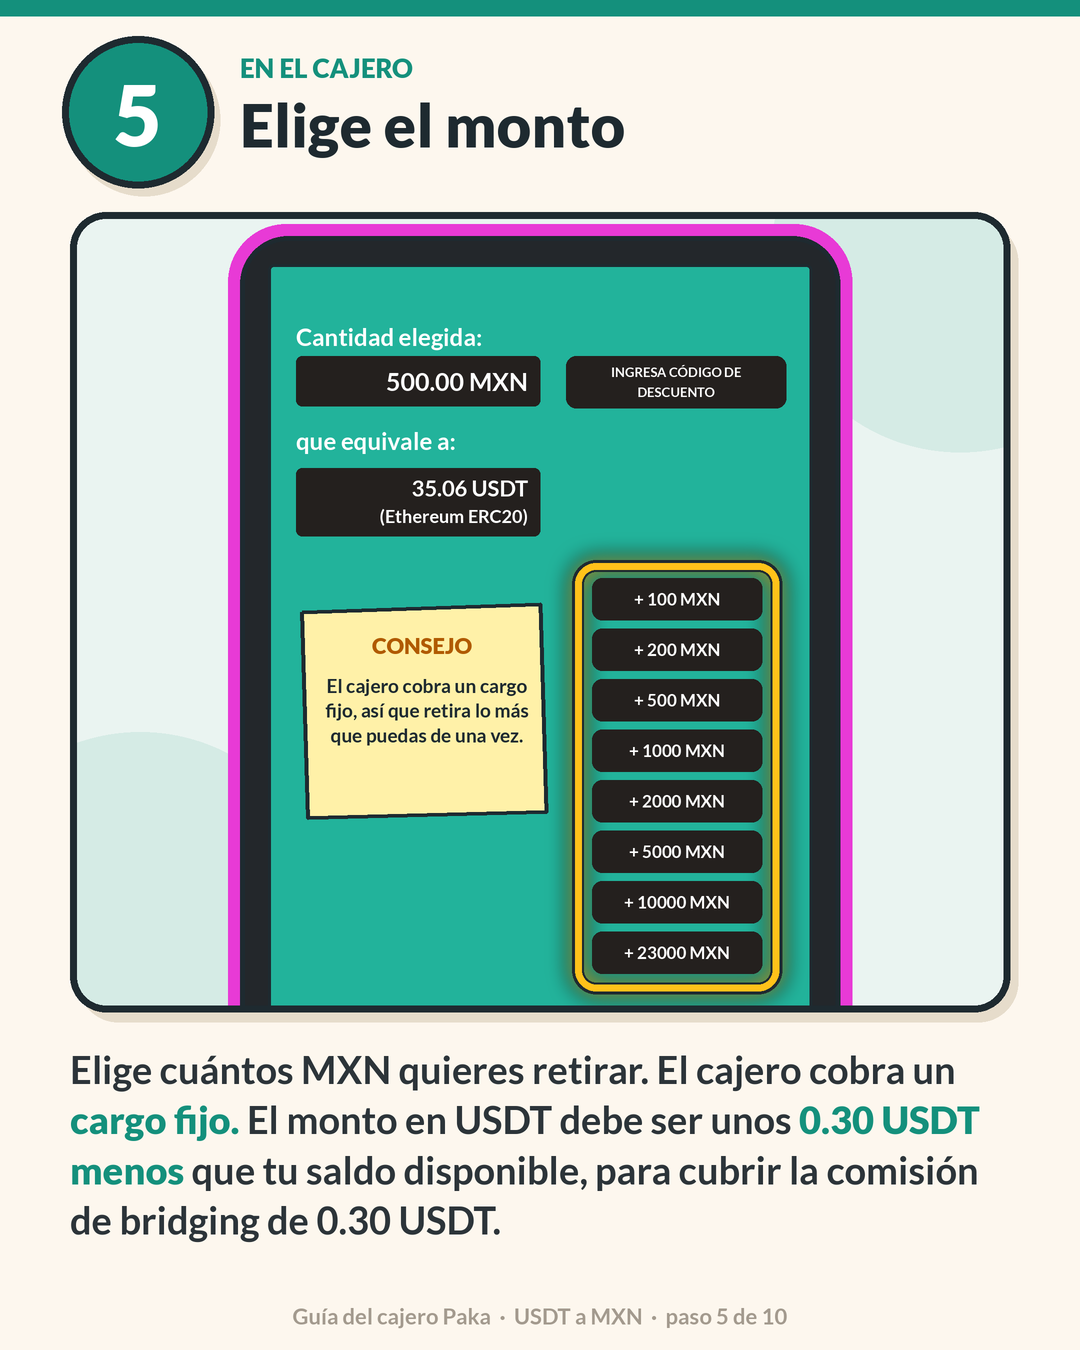 5
EN EL CAJERO
Elige el monto
Cantidad elegida:
500.00 MXN
INGRESA CÓDIGO DE
DESCUENTO
que equivale a:
35.06 USDT
(Ethereum ERC20)
CONSEJO
El cajero cobra un cargo
fijo, así que retira lo más
que puedas de una vez.
+ 100 MXN
+ 200 MXN
+ 500 MXN
+ 1000 MXN
+ 2000 MXN
+ 5000 MXN
+ 10000 MXN
+ 23000 MXN
Elige cuántos MXN quieres retirar. El cajero cobra un
cargo fijo. El monto en USDT debe ser unos 0.30 USDT
menos que tu saldo disponible, para cubrir la comisión
de bridging de 0.30 USDT.
Guía del cajero Paka · USDT a MXN · paso 5 de 10